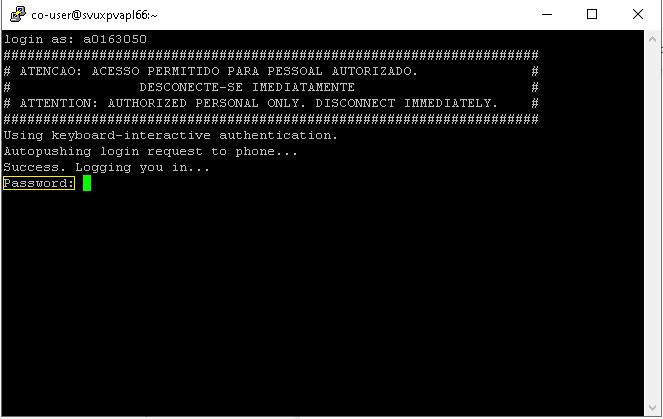 co-user@svuxpvapl66:~
login as: a0163050
###################################################################
# ATENCAO: ACESSO PERMITIDO PARA PESSOAL AUTORIZADO.              #
#                DESCONECTE-SE IMEDIATAMENTE                      #
# ATTENTION: AUTHORIZED PERSONAL ONLY. DISCONNECT IMMEDIATELY.    #
###################################################################
Using keyboard-interactive authentication.
Autopushing login request to phone...
Success. Logging you in...
Password: